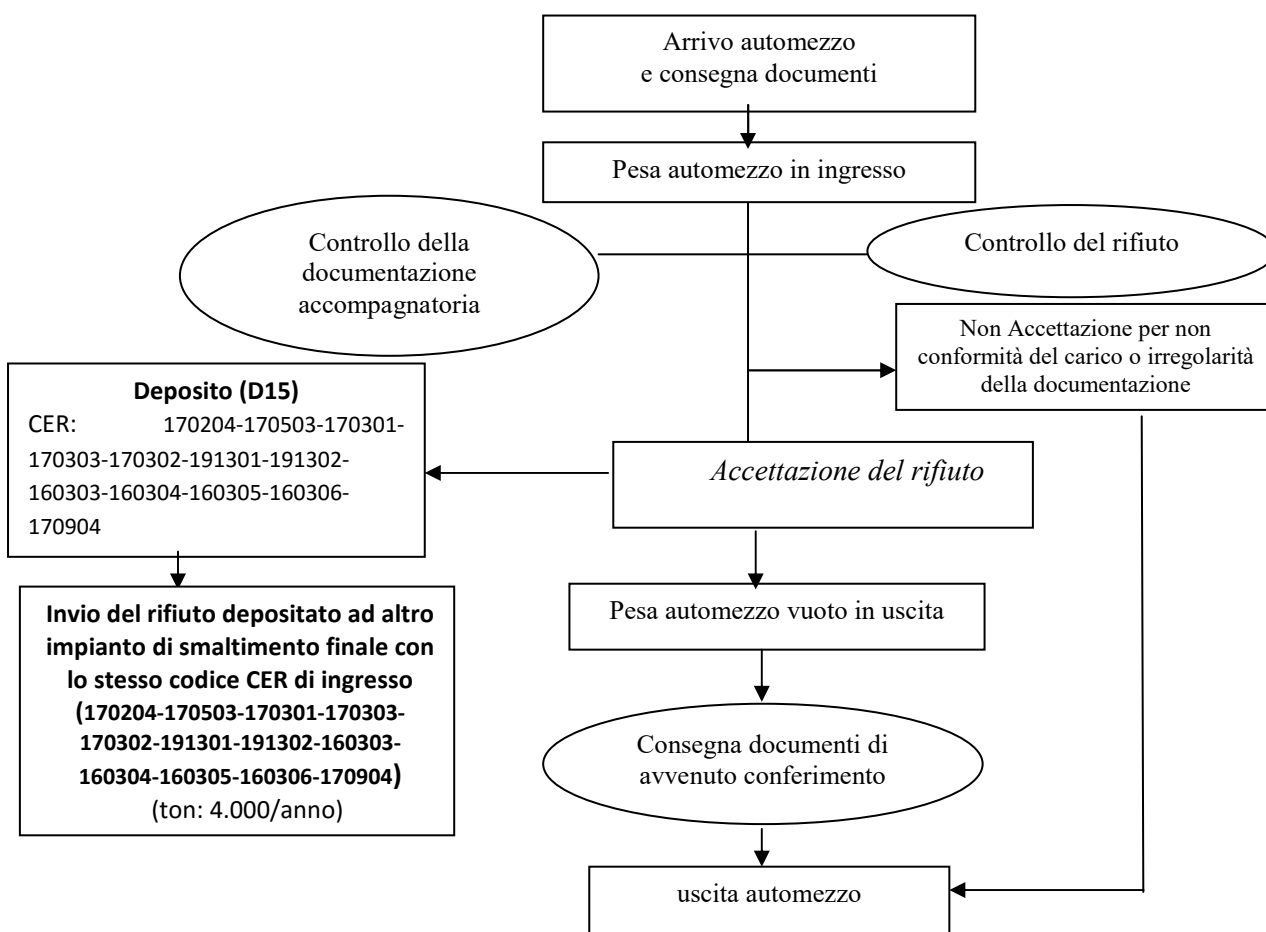 Arrivo automezzo
e consegna documenti
Pesa automezzo in ingresso
Controllo della
documentazione
accompagnatoria
Controllo del rifiuto
Non Accettazione per non
conformità del carico o irregolarità
della documentazione
Deposito (D15)
CER: 170204-170503-170301-
170303-170302-191301-191302-
160303-160304-160305-160306-
170904
Accettazione del rifiuto
Invio del rifiuto depositato ad altro
impianto di smaltimento finale con
lo stesso codice CER di ingresso
(170204-170503-170301-170303-
170302-191301-191302-160303-
160304-160305-160306-170904)
(ton: 4.000/anno)
Pesa automezzo vuoto in uscita
Consegna documenti di
avvenuto conferimento
uscita automezzo